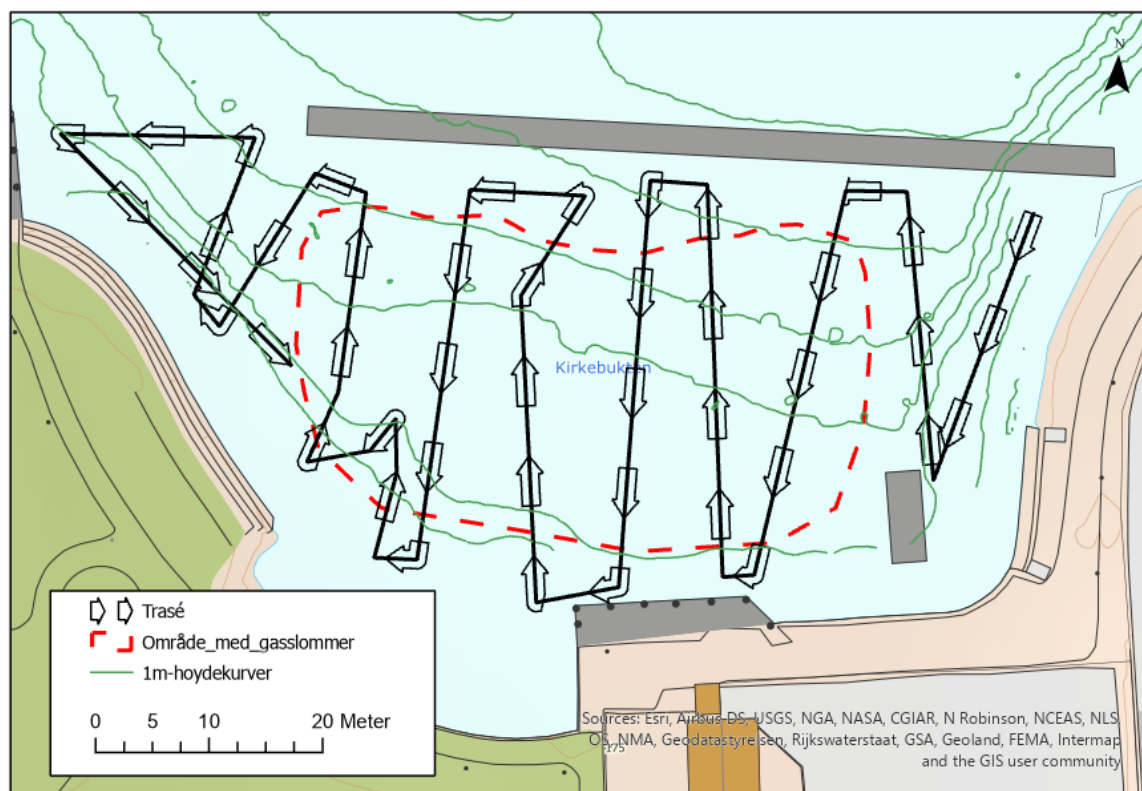 N
Kirkebukten
Trasé
Område_med_gasslommer
1m-hoydekurver
0 5 10 20 Meter
Sources: Esri, Airbus DS, USGS, NGA, NASA, CGIAR, N Robinson, NCEAS, NLS,
OS, NMA, Geodatastyrelsen, Rijkswaterstaat, GSA, Geoland, FEMA, Intermap
and the GIS user community